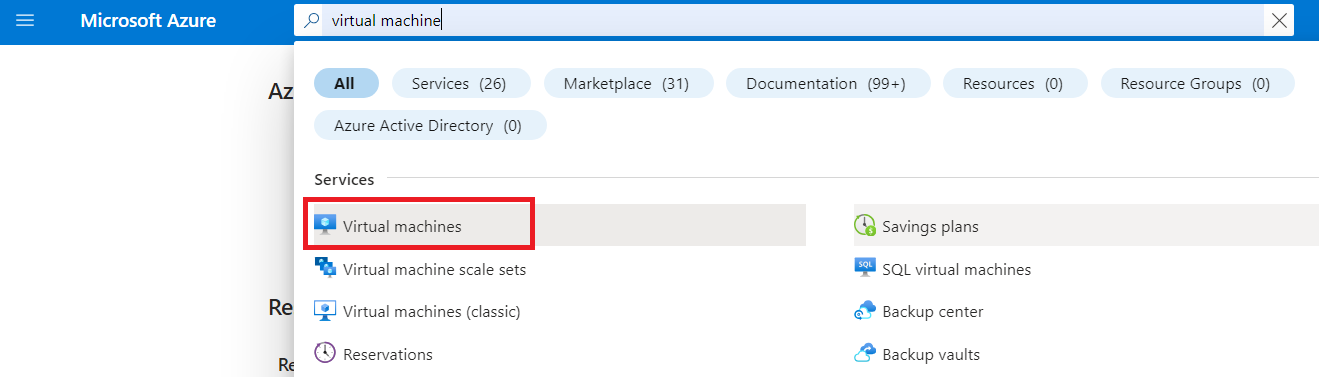 Microsoft Azure
virtual machine
All
Services (26)
Marketplace (31)
Documentation (99+)
Resources (0)
Resource Groups (0)
Azure Active Directory (0)
Az
Services
Virtual machines
Savings plans
Virtual machine scale sets
SQL
SQL virtual machines
Re
Virtual machines (classic)
Backup center
Re
Reservations
Backup vaults